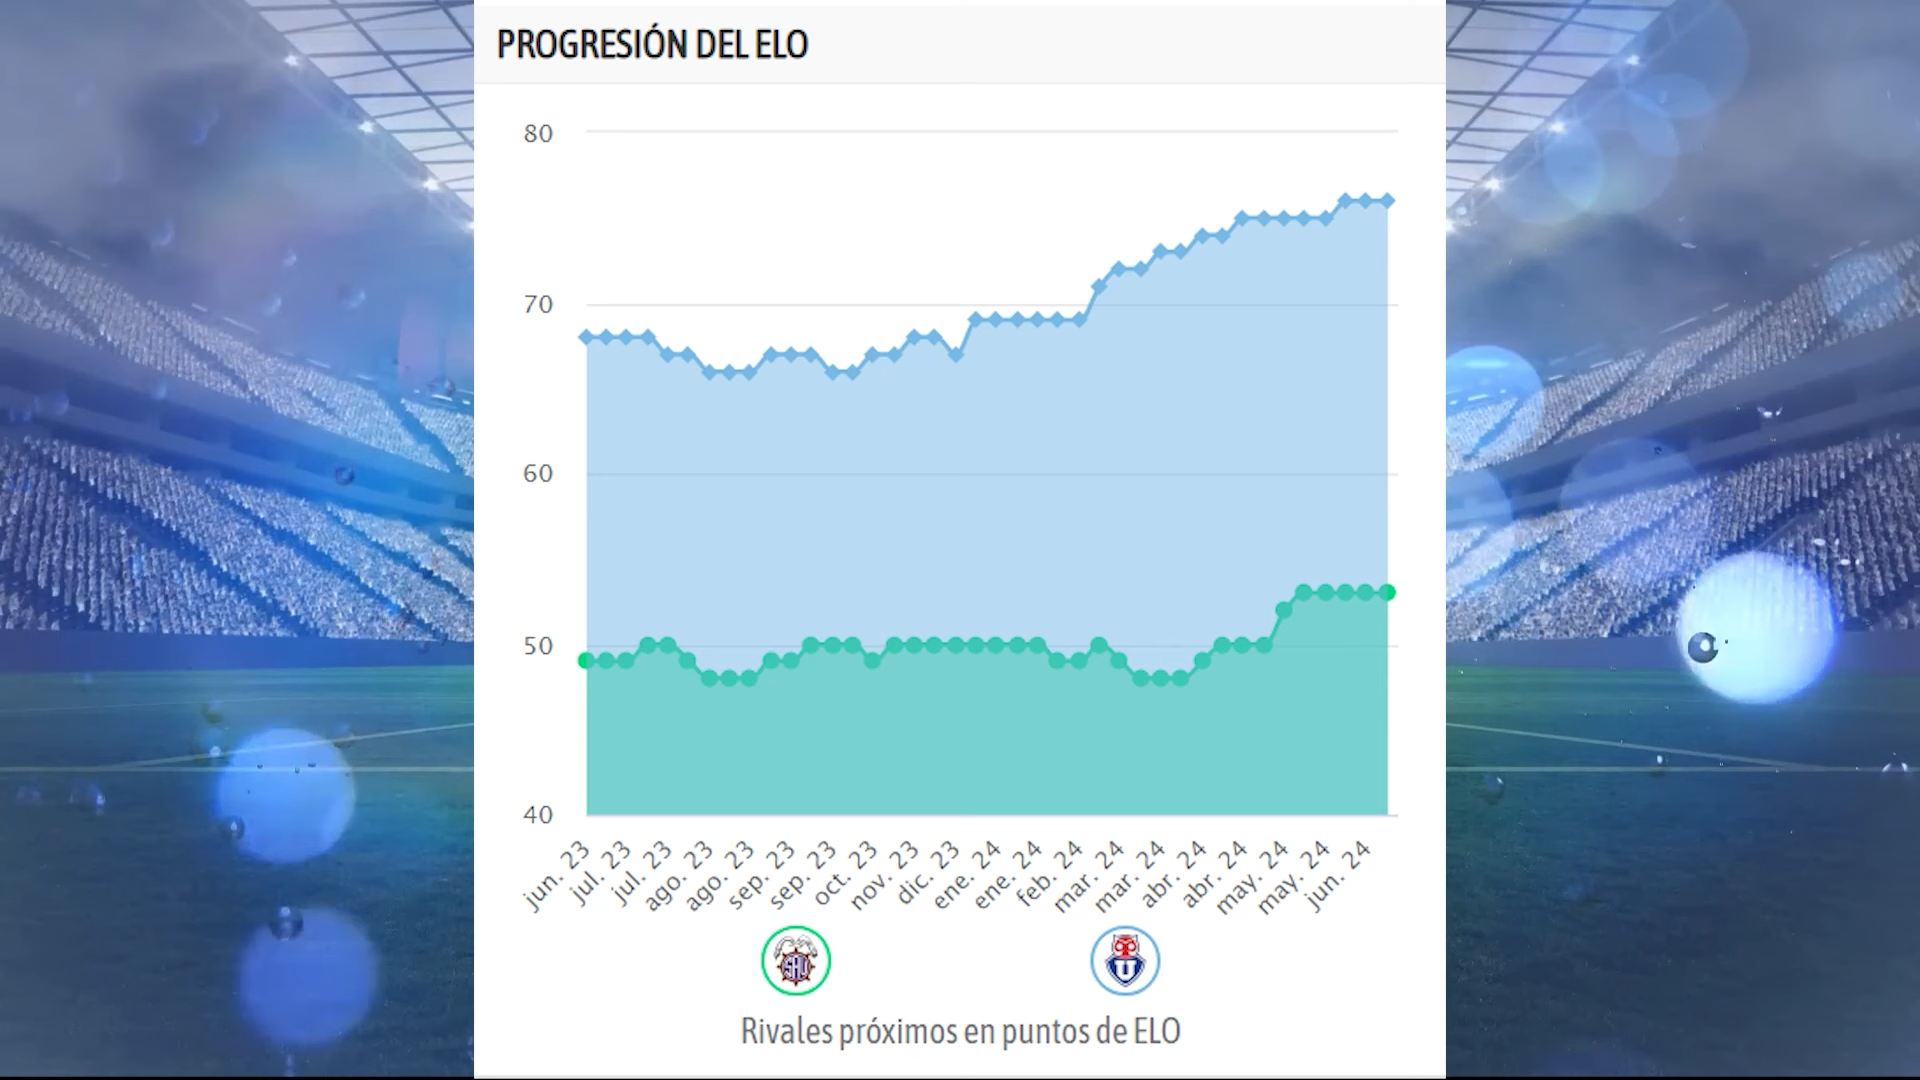 PROGRESIÓN DEL ELO
80
70
60
50
40
jun. 23
jul. 23
jul. 23
ago. 23
ago. 23
sep. 23
sep. 23
oct. 23
nov. 23
dic. 23
ene. 24
ene. 24
feb. 24
mar. 24
mar. 24
abr. 24
abr. 24
may. 24
may. 24
jun. 24
SAU
U
Rivales próximos en puntos de ELO